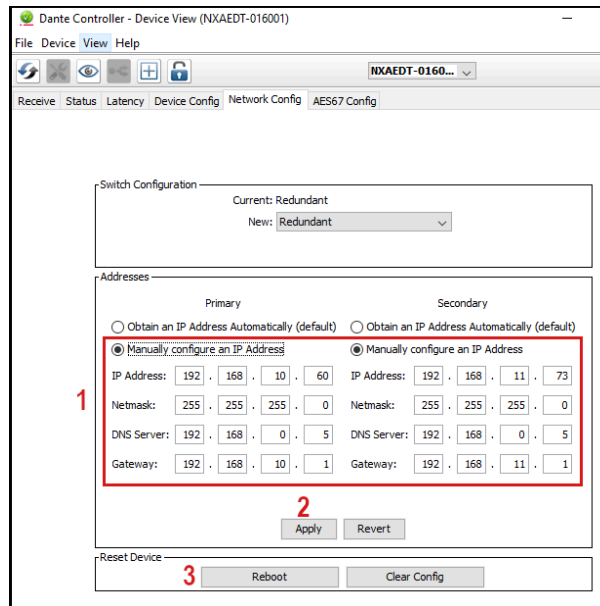 Dante Controller - Device View (NXAEDT-016001)
File Device View Help
NXAEDT-0160...
Receive Status Latency Device Config Network Config AES67 Config
Switch Configuration
Current: Redundant
New: Redundant
Addresses
Primary Secondary
Obtain an IP Address Automatically (default) Obtain an IP Address Automatically (default)
Manually configure an IP Address Manually configure an IP Address
IP Address: 192 . 168 . 10 . 60 IP Address: 192 . 168 . 11 . 73
1 Netmask: 255 . 255 . 255 . 0 Netmask: 255 . 255 . 255 . 0
DNS Server: 192 . 168 . 0 . 5 DNS Server: 192 . 168 . 0 . 5
Gateway: 192 . 168 . 10 . 1 Gateway: 192 . 168 . 11 . 1
2
Apply Revert
Reset Device
3 Reboot Clear Config